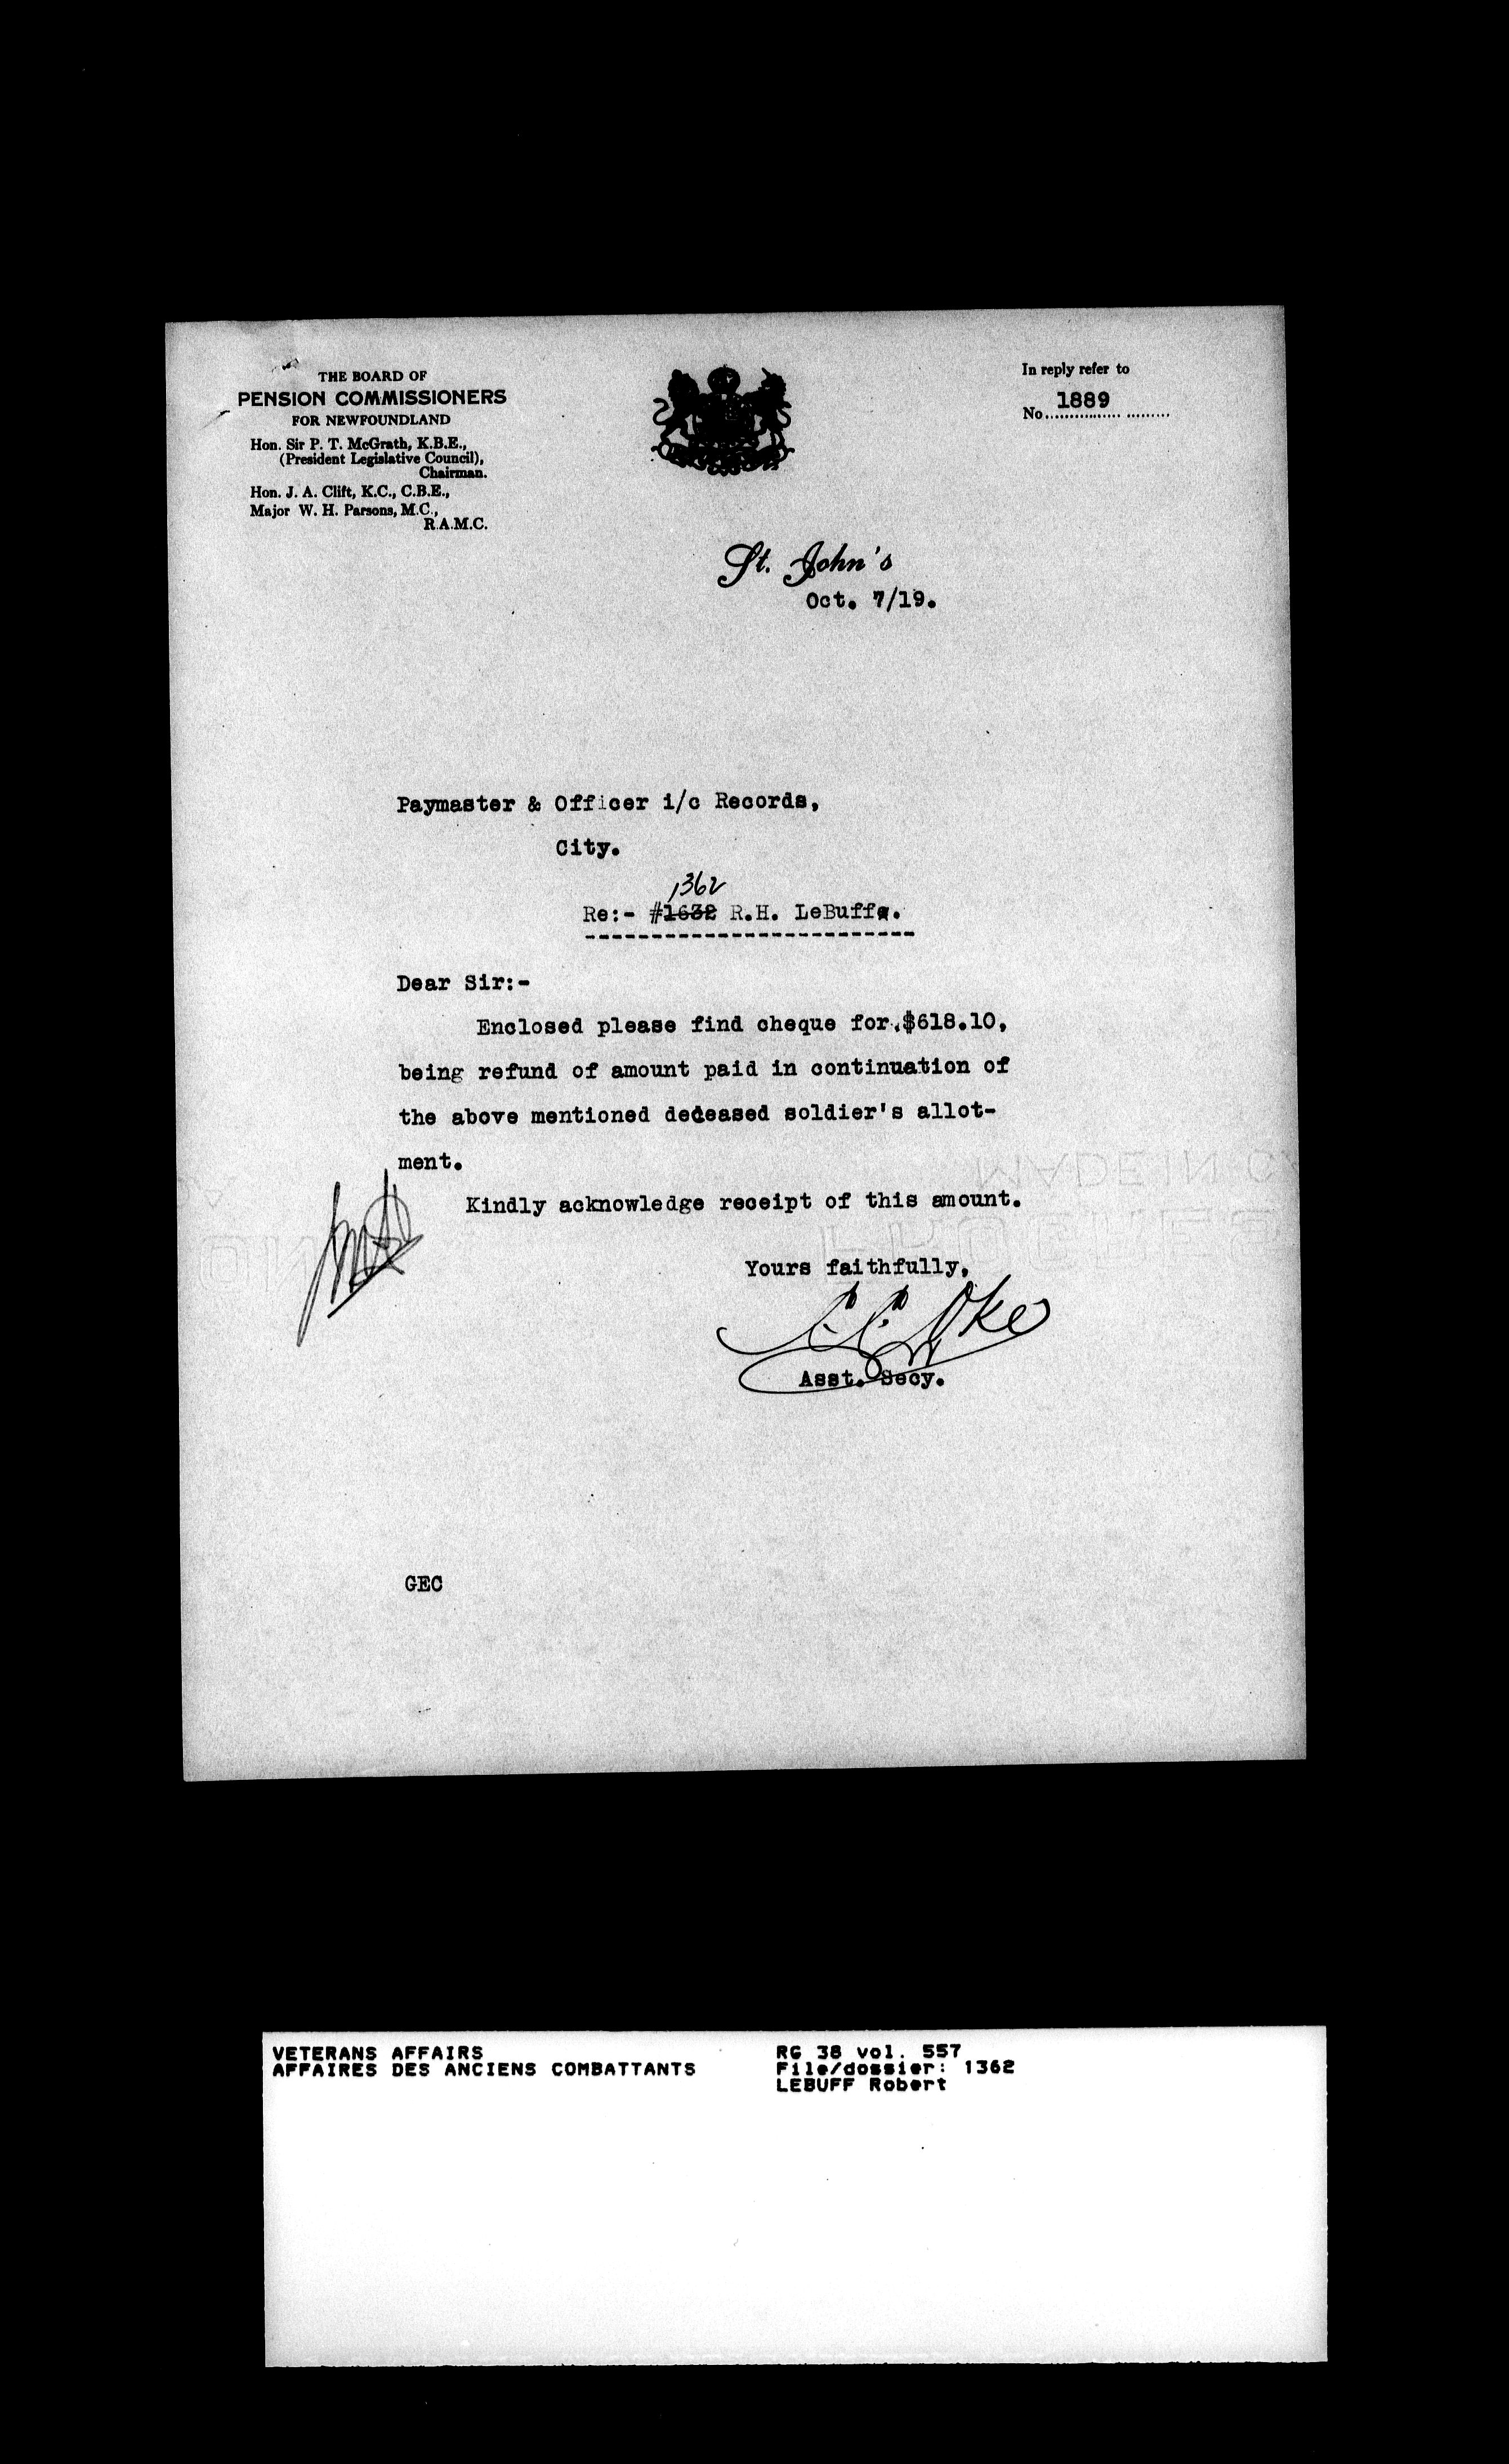 THE BOARD OF
PENSION COMMISSIONERS
FOR NEWFOUNDLAND
Hon. Sir P. T. McGrath, K.B.E.,
(President Legislative Council),
Chairman.
Hon. J. A. Clift, K.C., C.B.E.,
Major W. H. Parsons, M.C.,
R.A.M.C.
In reply refer to
No. 1889
St. John's
Oct. 7/19.
Paymaster & Officer i/c Records,
City.
1362
Re:- #1632 R.H. LeBuffe.
Dear Sir:-
Enclosed please find cheque for $618.10,
being refund of amount paid in continuation of
the above mentioned deceased soldier's allot-
ment.
Kindly acknowledge receipt of this amount.
Yours faithfully,
C.C. Oke
Asst. Secy.
GEC
MADE IN CA
VETERANS AFFAIRS
AFFAIRES DES ANCIENS COMBATTANTS
RG 38 vol. 557
File/dossier: 1362
LEBUFF Robert